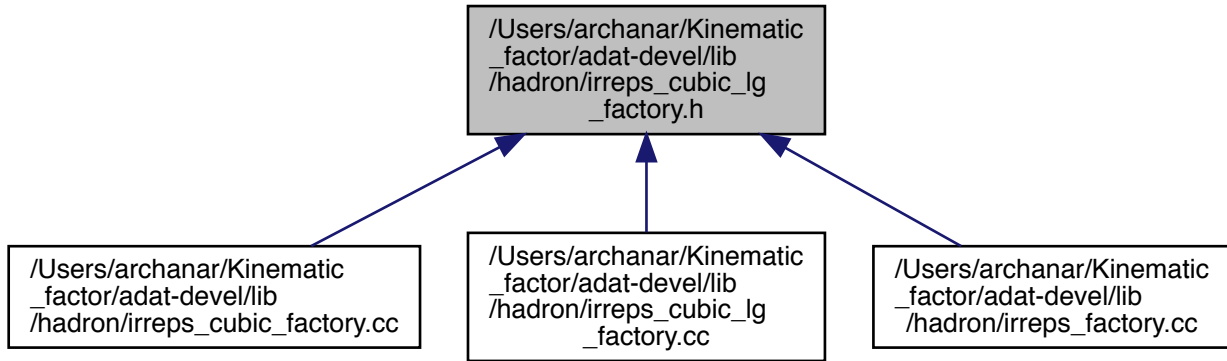 /Users/archanar/Kinematic
_factor/adat-devel/lib
/hadron/irreps_cubic_lg
_factory.h
/Users/archanar/Kinematic
_factor/adat-devel/lib
/hadron/irreps_cubic_factory.cc
/Users/archanar/Kinematic
_factor/adat-devel/lib
/hadron/irreps_cubic_lg
_factory.cc
/Users/archanar/Kinematic
_factor/adat-devel/lib
/hadron/irreps_factory.cc